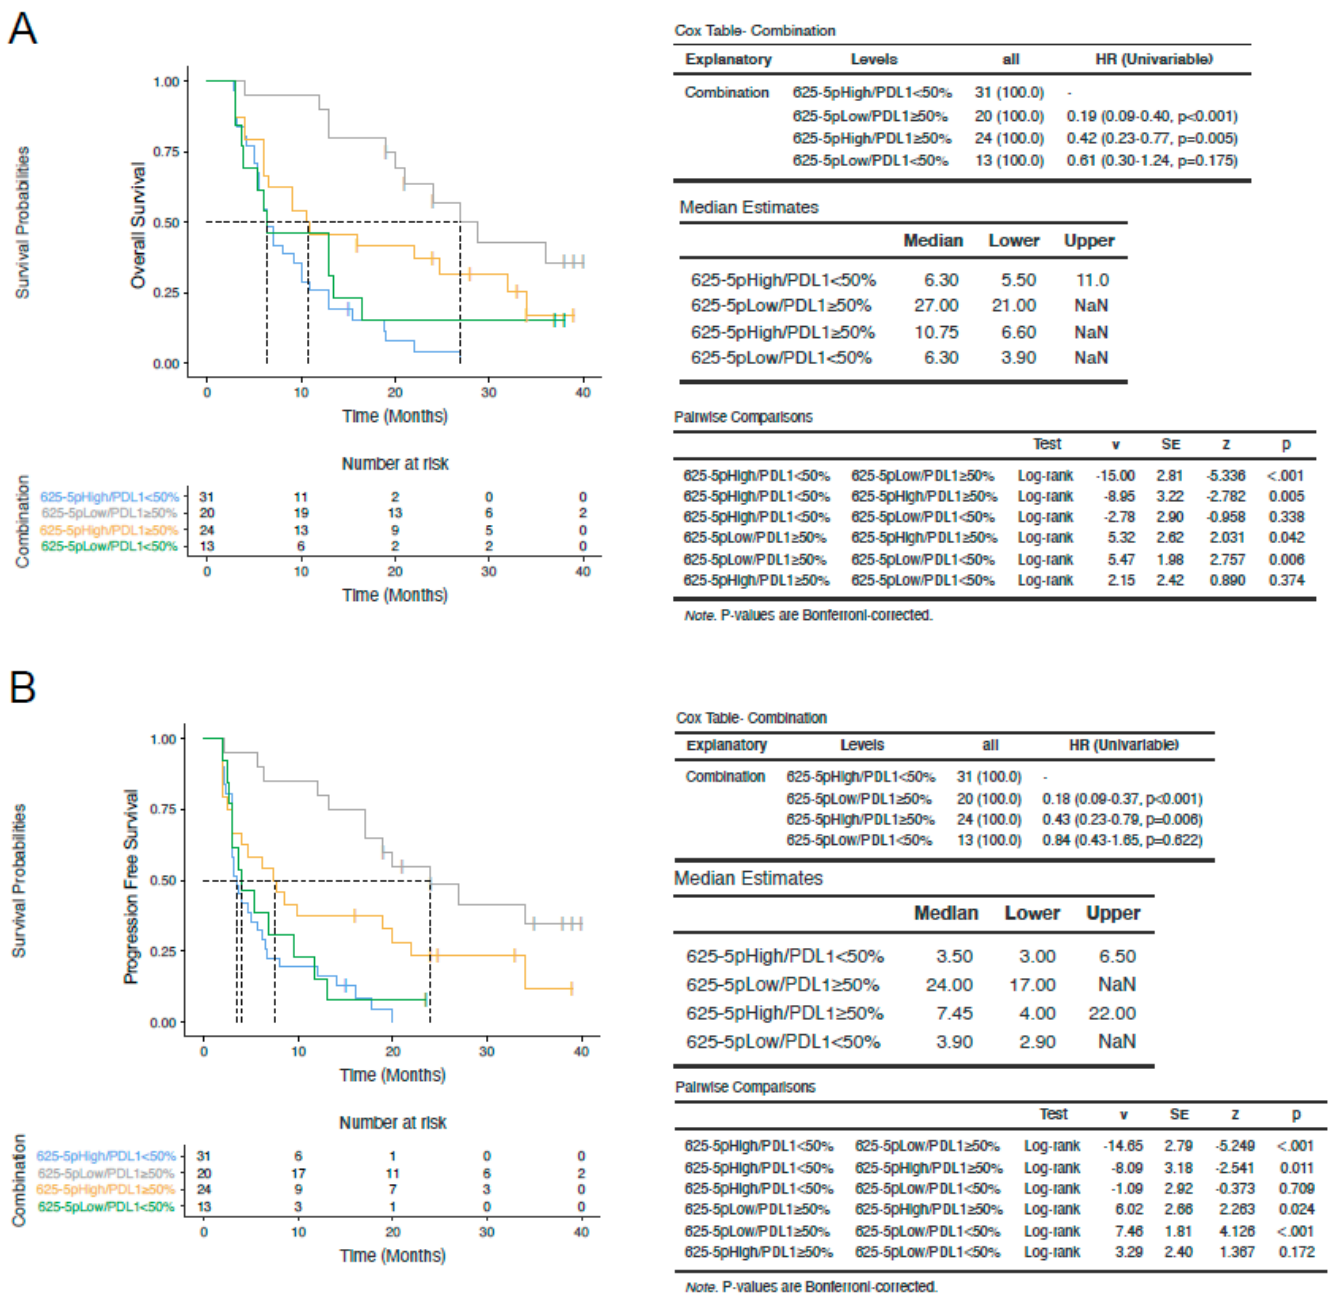 A
Survival Probabilities
Overall Survival
1.00
0.75
0.50
0.25
0.00
0 10 20 30 40
Time (Months)
Number at risk
Combination
625-5pHigh/PDL1<50% 31 11 2 0 0
625-5pLow/PDL1≥50% 20 19 13 6 2
625-5pHigh/PDL1≥50% 24 13 9 5 0
625-5pLow/PDL1<50% 13 6 2 2 0
0 10 20 30 40
Time (Months)
Cox Table- Combination
Explanatory Levels all HR (Univariable)
Combination 625-5pHigh/PDL1<50% 31 (100.0) -
625-5pLow/PDL1≥50% 20 (100.0) 0.19 (0.09-0.40, p<0.001)
625-5pHigh/PDL1≥50% 24 (100.0) 0.42 (0.23-0.77, p=0.005)
625-5pLow/PDL1<50% 13 (100.0) 0.61 (0.30-1.24, p=0.175)
Median Estimates
Median Lower Upper
625-5pHigh/PDL1<50% 6.30 5.50 11.0
625-5pLow/PDL1≥50% 27.00 21.00 NaN
625-5pHigh/PDL1≥50% 10.75 6.60 NaN
625-5pLow/PDL1<50% 6.30 3.90 NaN
Pairwise Comparisons
Test v SE z p
625-5pHigh/PDL1<50% 625-5pLow/PDL1≥50% Log-rank -15.00 2.81 -5.336 <.001
625-5pHigh/PDL1<50% 625-5pHigh/PDL1≥50% Log-rank -8.95 3.22 -2.782 0.005
625-5pHigh/PDL1<50% 625-5pLow/PDL1<50% Log-rank -2.78 2.90 -0.958 0.338
625-5pLow/PDL1≥50% 625-5pHigh/PDL1≥50% Log-rank 5.32 2.62 2.031 0.042
625-5pLow/PDL1≥50% 625-5pLow/PDL1<50% Log-rank 5.47 1.98 2.757 0.006
625-5pHigh/PDL1≥50% 625-5pLow/PDL1<50% Log-rank 2.15 2.42 0.890 0.374
Note. P-values are Bonferroni-corrected.
B
Survival Probabilities
Progression Free Survival
1.00
0.75
0.50
0.25
0.00
0 10 20 30 40
Time (Months)
Number at risk
Combination
625-5pHigh/PDL1<50% 31 6 1 0 0
625-5pLow/PDL1≥50% 20 17 11 6 2
625-5pHigh/PDL1≥50% 24 9 7 3 0
625-5pLow/PDL1<50% 13 3 1 0 0
0 10 20 30 40
Time (Months)
Cox Table- Combination
Explanatory Levels all HR (Univariable)
Combination 625-5pHigh/PDL1<50% 31 (100.0) -
625-5pLow/PDL1≥50% 20 (100.0) 0.18 (0.09-0.37, p<0.001)
625-5pHigh/PDL1≥50% 24 (100.0) 0.43 (0.23-0.79, p=0.006)
625-5pLow/PDL1<50% 13 (100.0) 0.84 (0.43-1.65, p=0.622)
Median Estimates
Median Lower Upper
625-5pHigh/PDL1<50% 3.50 3.00 6.50
625-5pLow/PDL1≥50% 24.00 17.00 NaN
625-5pHigh/PDL1≥50% 7.45 4.00 22.00
625-5pLow/PDL1<50% 3.90 2.90 NaN
Pairwise Comparisons
Test v SE z p
625-5pHigh/PDL1<50% 625-5pLow/PDL1≥50% Log-rank -14.65 2.79 -5.249 <.001
625-5pHigh/PDL1<50% 625-5pHigh/PDL1≥50% Log-rank -8.09 3.18 -2.541 0.011
625-5pHigh/PDL1<50% 625-5pLow/PDL1<50% Log-rank -1.09 2.92 -0.373 0.709
625-5pLow/PDL1≥50% 625-5pHigh/PDL1≥50% Log-rank 6.02 2.66 2.263 0.024
625-5pLow/PDL1≥50% 625-5pLow/PDL1<50% Log-rank 7.46 1.81 4.126 <.001
625-5pHigh/PDL1≥50% 625-5pLow/PDL1<50% Log-rank 3.29 2.40 1.367 0.172
Note. P-values are Bonferroni-corrected.